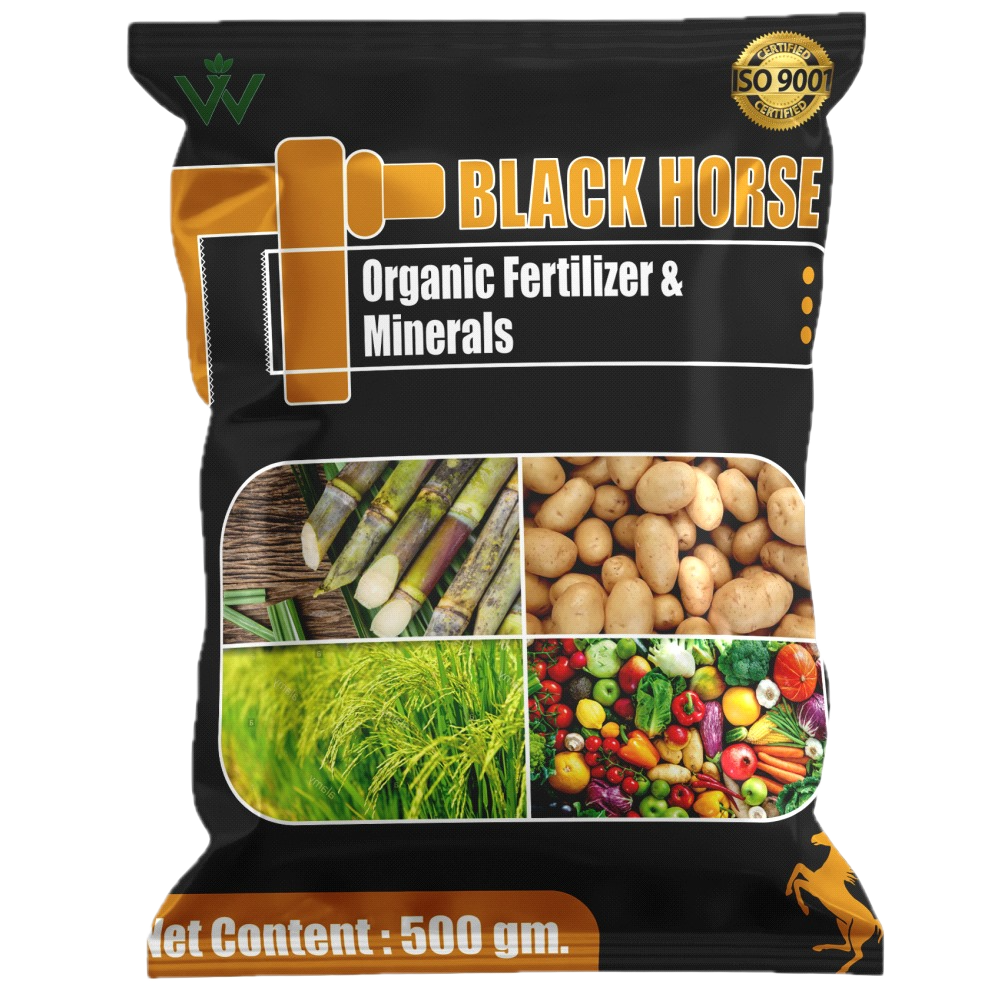 W
CERTIFIED
ISO 9001
CERTIFIED
BLACK HORSE
Organic Fertilizer &
Minerals
Net Content : 500 gm.